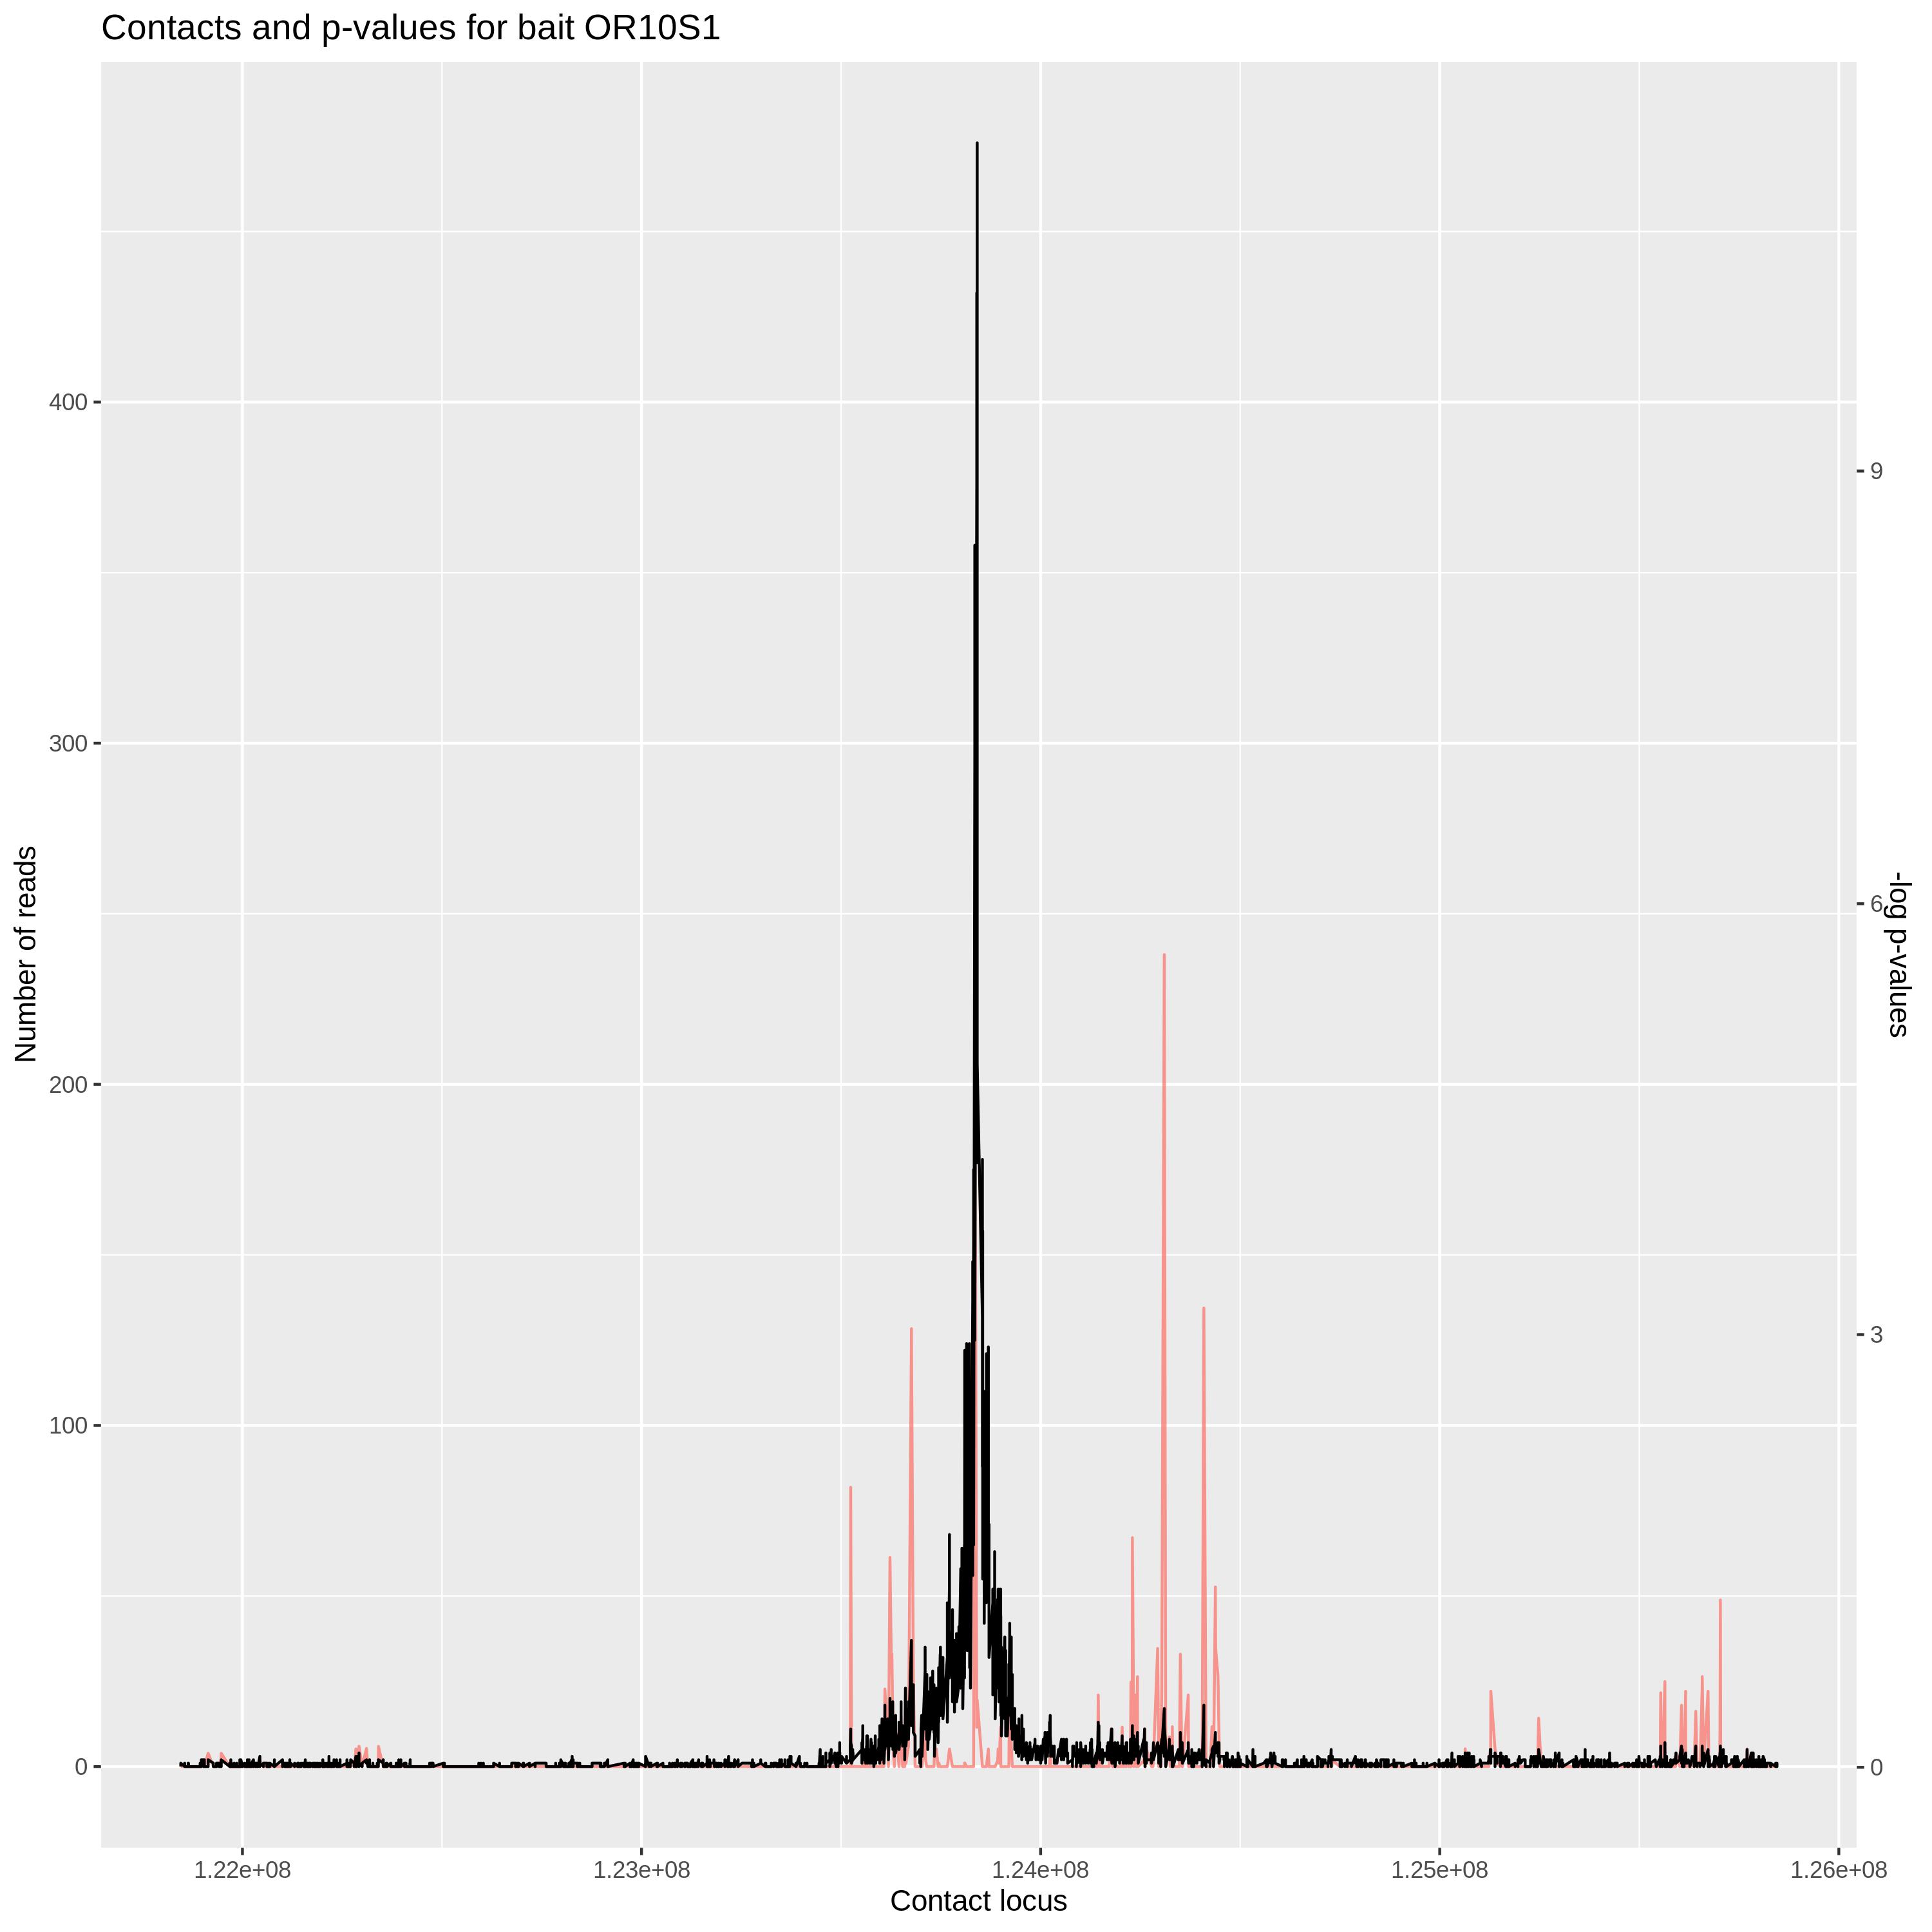 Contacts and p-values for bait OR10S1
400
300
200
100
0
Number of reads
9
6
3
0
-log p-values
1.22e+08 1.23e+08 1.24e+08 1.25e+08 1.26e+08
Contact locus